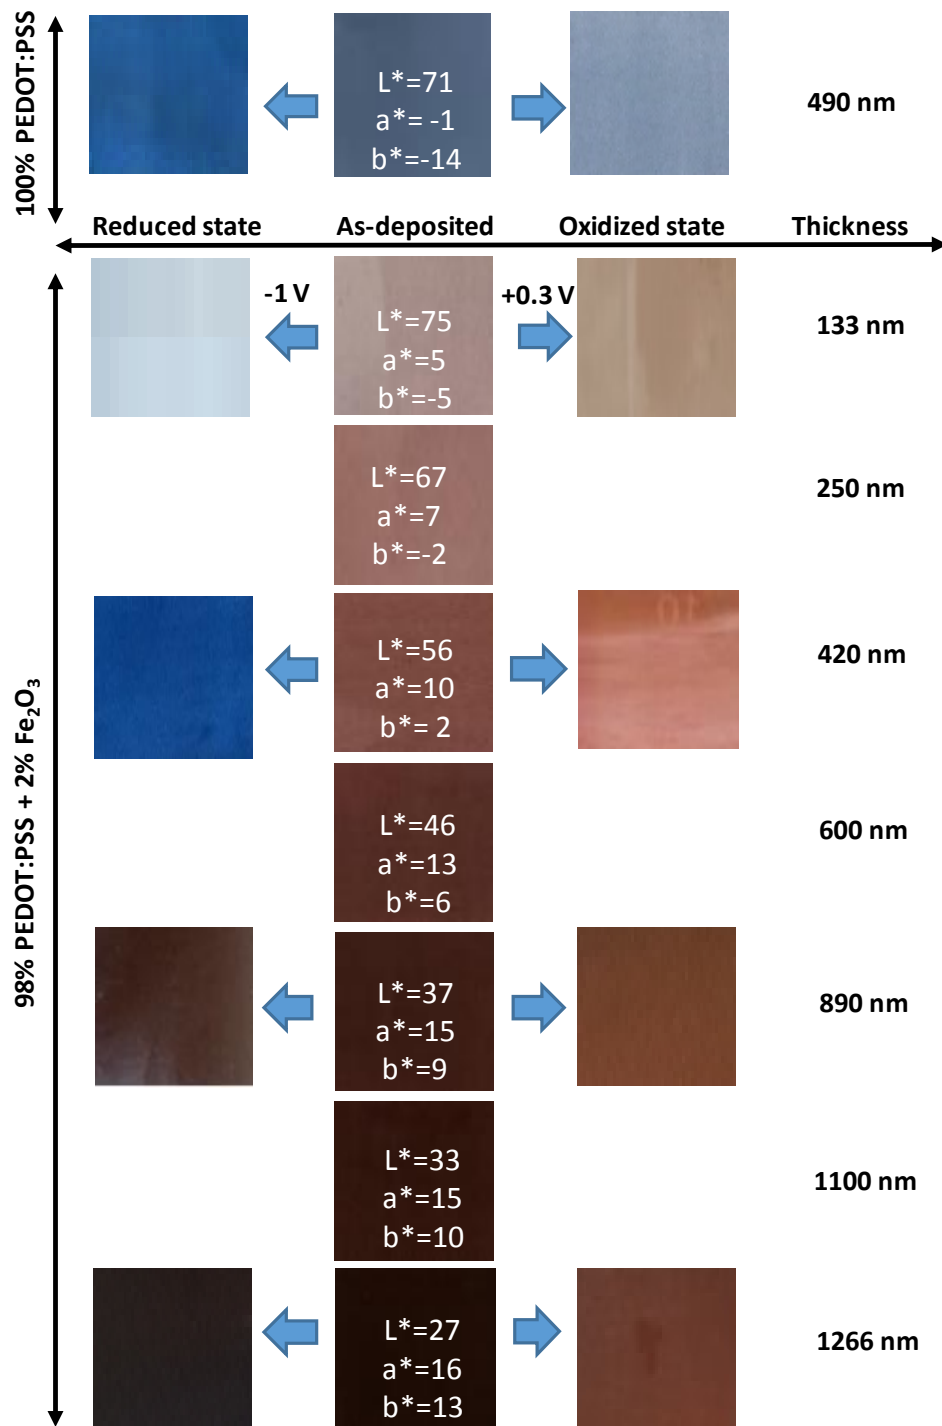 100% PEDOT:PSS
L*=71
a*= -1
b*=-14
490 nm
Reduced state As-deposited Oxidized state Thickness
98% PEDOT:PSS + 2% Fe₂O₃
-1 V
+0.3 V
L*=75
a*=5
b*=-5
133 nm
L*=67
a*=7
b*=-2
250 nm
L*=56
a*=10
b*= 2
420 nm
L*=46
a*=13
b*=6
600 nm
L*=37
a*=15
b*=9
890 nm
L*=33
a*=15
b*=10
1100 nm
L*=27
a*=16
b*=13
1266 nm